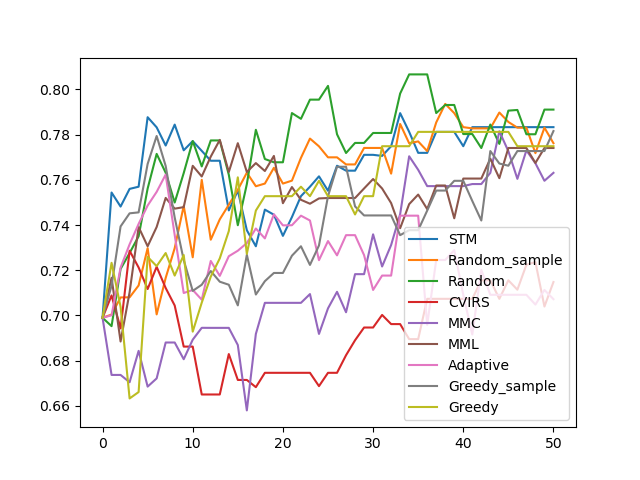 0.80
0.78
0.76
0.74
0.72
0.70
0.68
0.66
0
10
20
30
40
50
STM
Random_sample
Random
CVIRS
MMC
MML
Adaptive
Greedy_sample
Greedy